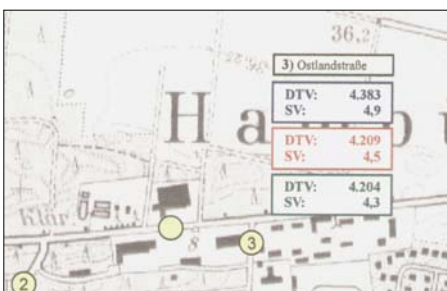 36,2
3) Ostlandstraße
DTV: 4.383
SV: 4,9
H a
DTV: 4.209
SV: 4,5
DTV: 4.204
SV: 4,3
Klär
8
3
2